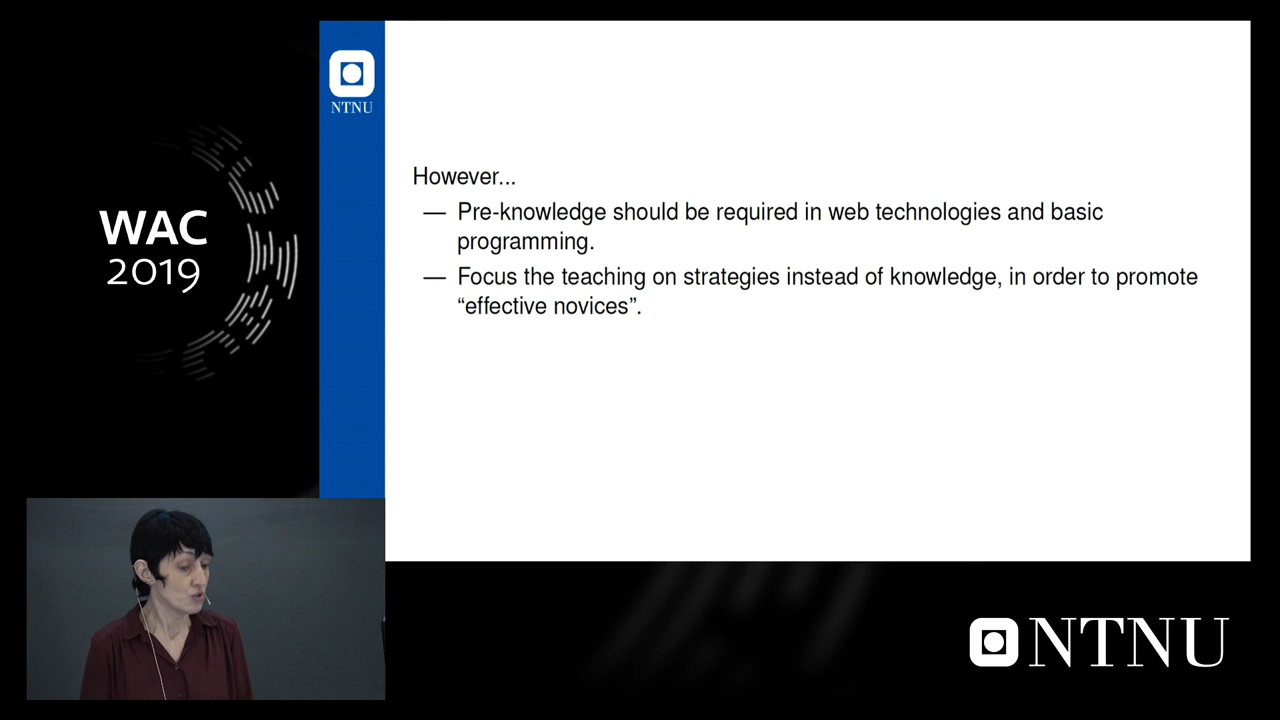 NTNU
WAC
2019
However...
— Pre-knowledge should be required in web technologies and basic
programming.
— Focus the teaching on strategies instead of knowledge, in order to promote
“effective novices”.
NTNU